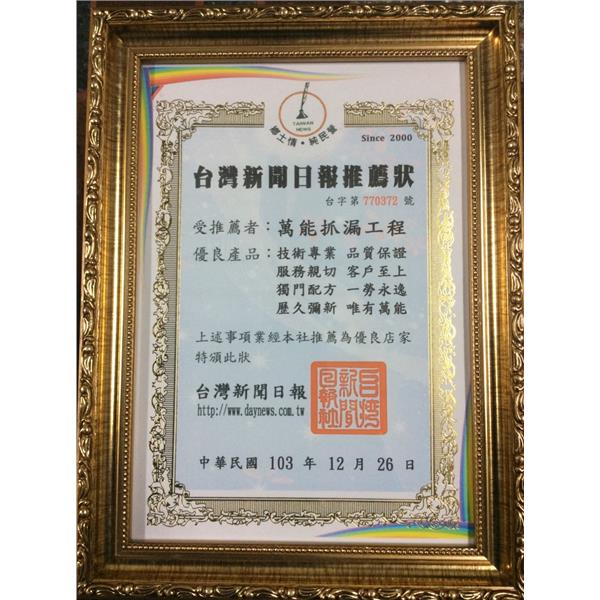 TAIWAN
NEWS
鄉土情・純民營
Since 2000
台灣新聞日報推薦狀
台字第770372號
受推薦者：萬能抓漏工程
優良產品：技術專業 品質保證
服務親切 客戶至上
獨門配方 一勞永逸
歷久彌新 唯有萬能
上述事項業經本社推薦為優良店家
特頒此狀
台灣新聞日報
http://www.daynews.com.tw
台灣新聞日報社
中華民國 103 年 12 月 26 日